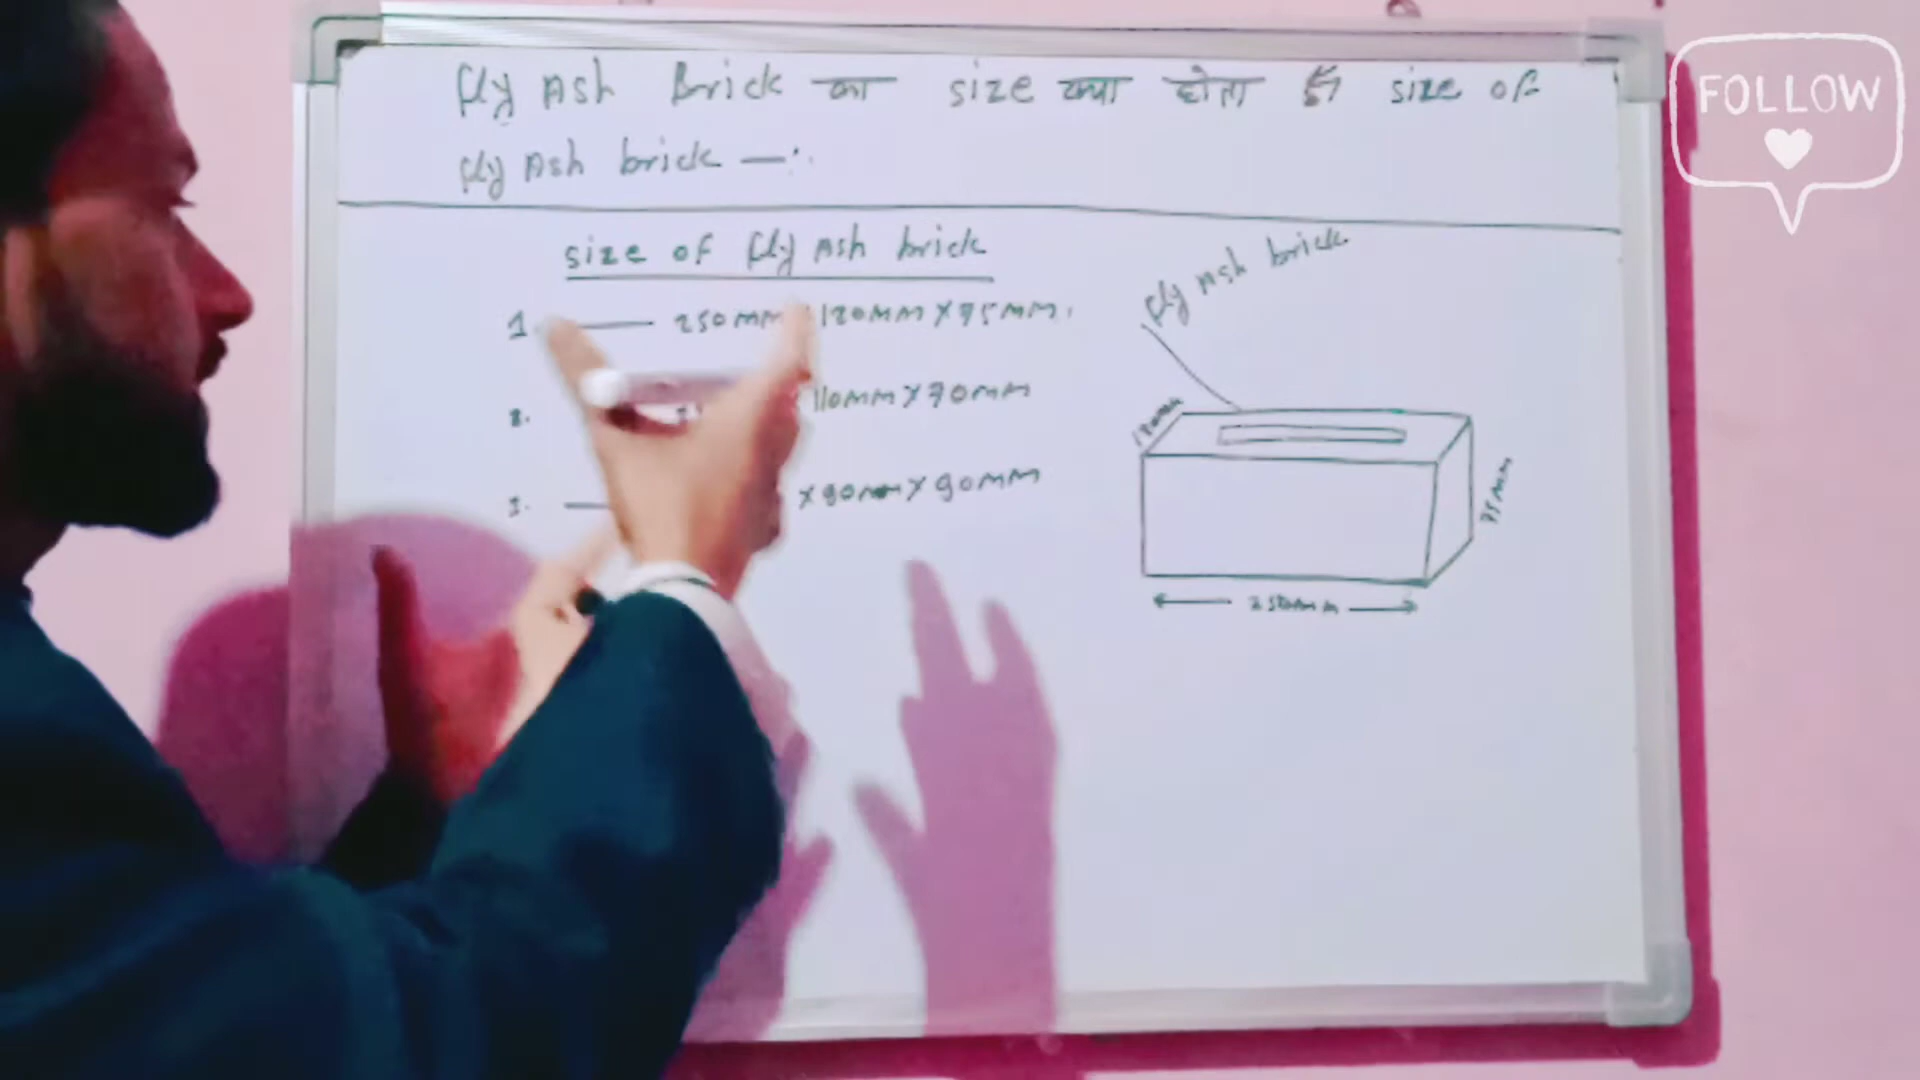 Fly Ash Brick का size क्या होता है size of
Fly Ash brick —:
size of Fly Ash brick
1. —— 250mm 120mm X 75mm.
2. 110mm X 70mm
3. — X 90mm X 90mm
Fly Ash brick
120mm
75mm
250mm
FOLLOW